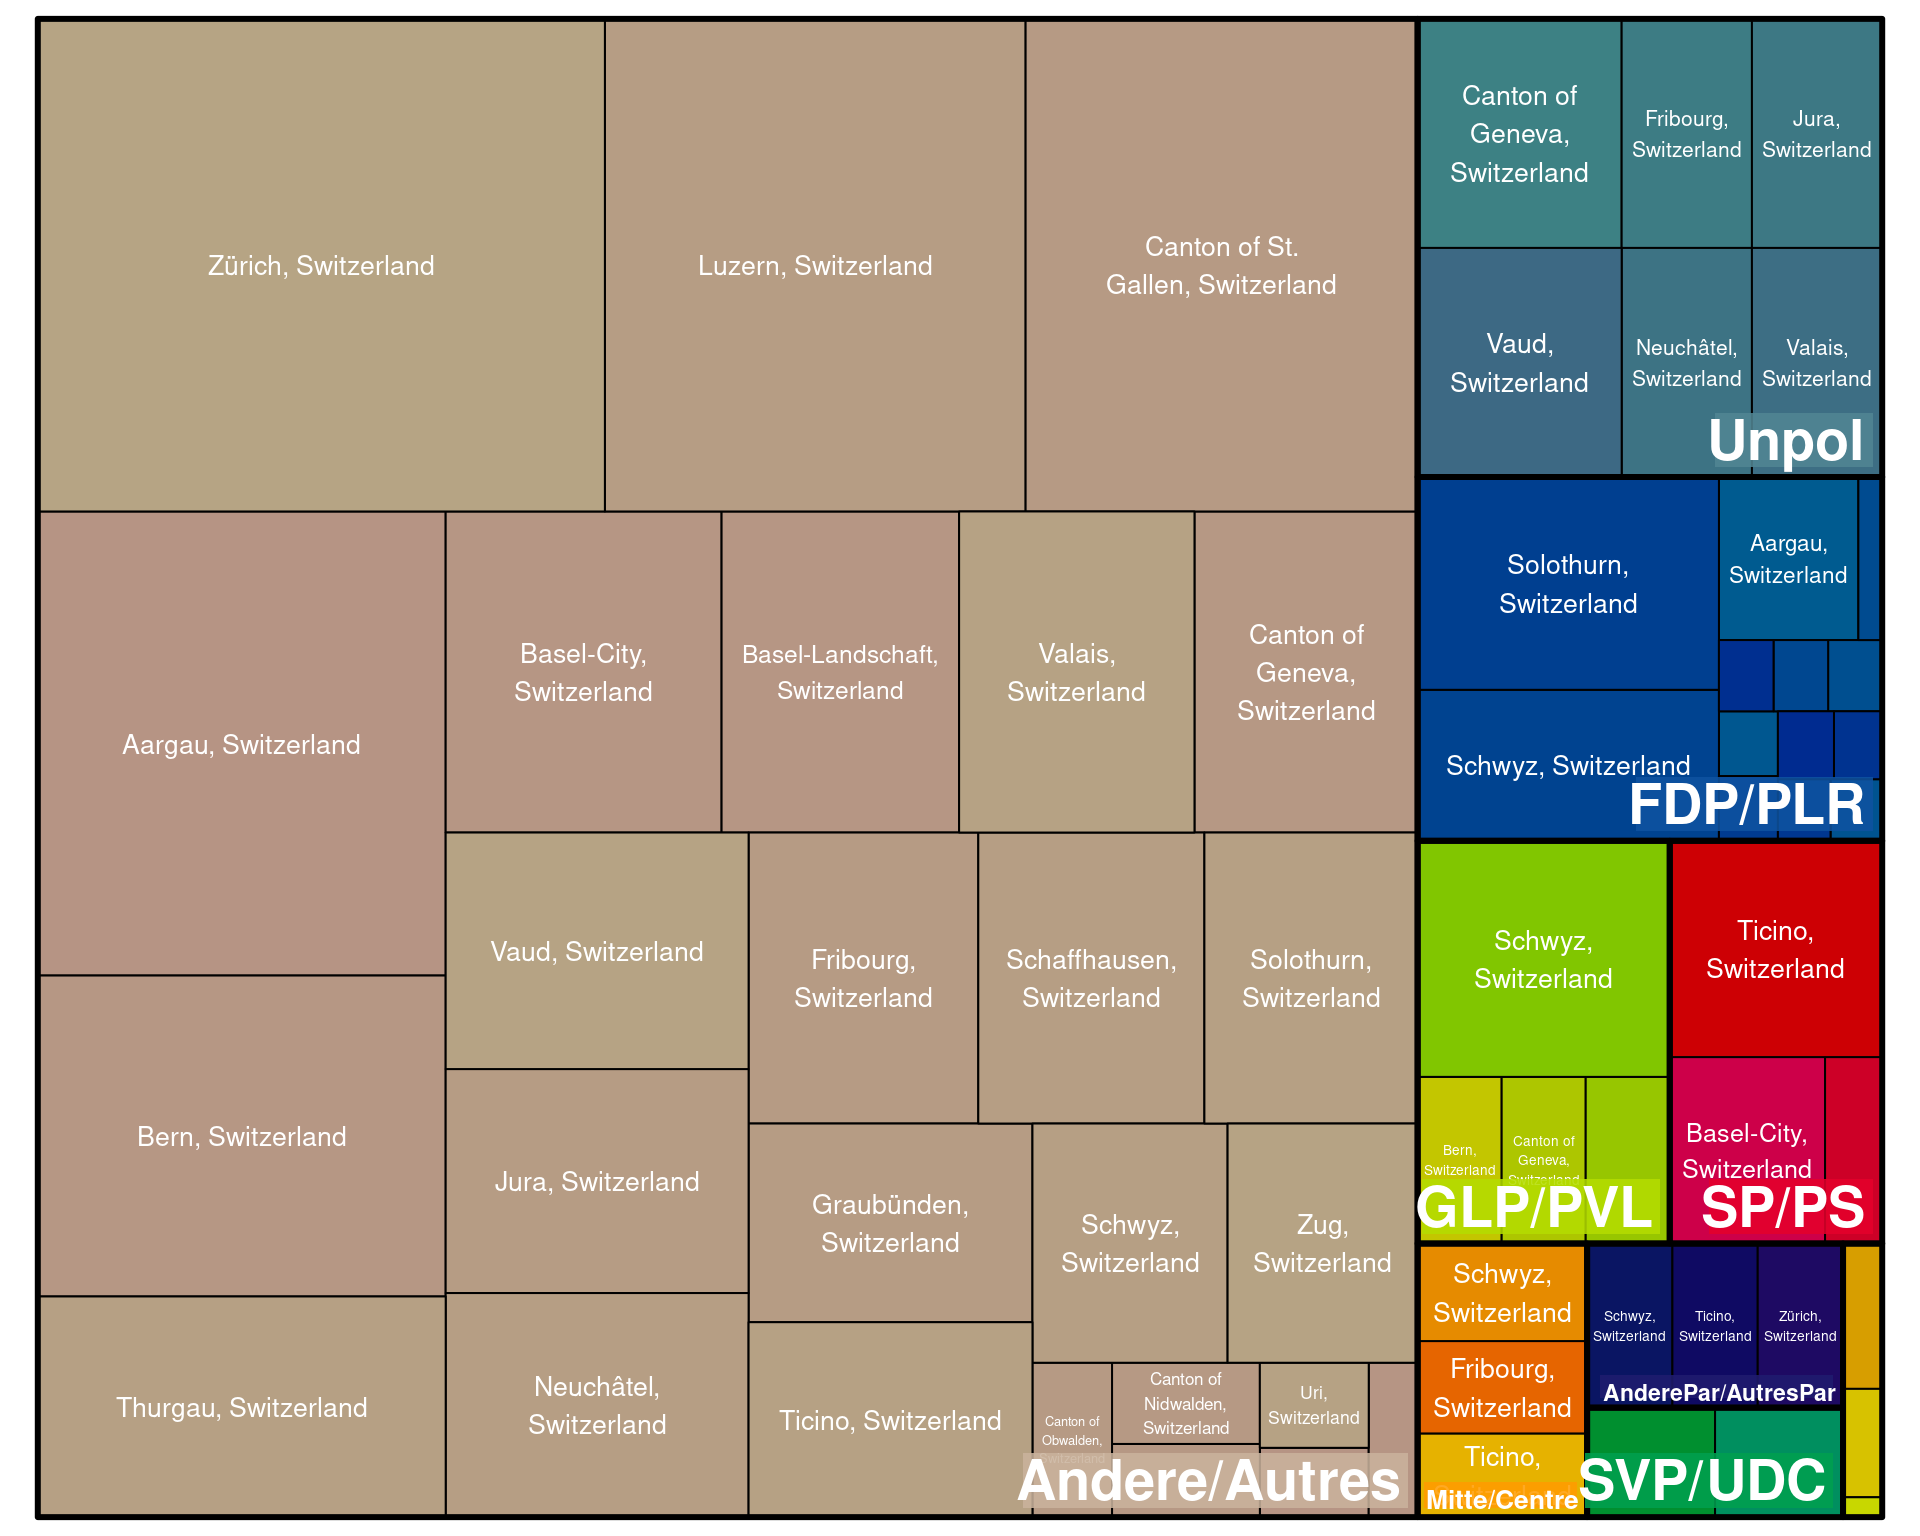 Zürich, Switzerland
Luzern, Switzerland
Canton of St.
Gallen, Switzerland
Aargau, Switzerland
Basel-City,
Switzerland
Basel-Landschaft,
Switzerland
Valais,
Switzerland
Canton of
Geneva,
Switzerland
Bern, Switzerland
Vaud, Switzerland
Fribourg,
Switzerland
Schaffhausen,
Switzerland
Solothurn,
Switzerland
Jura, Switzerland
Graubünden,
Switzerland
Schwyz,
Switzerland
Zug,
Switzerland
Thurgau, Switzerland
Neuchâtel,
Switzerland
Ticino, Switzerland
Canton of
Obwalden,
Switzerland
Canton of
Nidwalden,
Switzerland
Uri,
Switzerland
Andere/Autres
Canton of
Geneva,
Switzerland
Fribourg,
Switzerland
Jura,
Switzerland
Vaud,
Switzerland
Neuchâtel,
Switzerland
Valais,
Switzerland
Unpol
Solothurn,
Switzerland
Aargau,
Switzerland
Schwyz, Switzerland
FDP/PLR
Schwyz,
Switzerland
Bern,
Switzerland
Canton of
Geneva,
Switzerland
GLP/PVL
Ticino,
Switzerland
Basel-City,
Switzerland
SP/PS
Schwyz,
Switzerland
Fribourg,
Switzerland
Ticino,
Mitte/Centre
Schwyz,
Switzerland
Ticino,
Switzerland
Zürich,
Switzerland
AnderePar/AutresPar
SVP/UDC